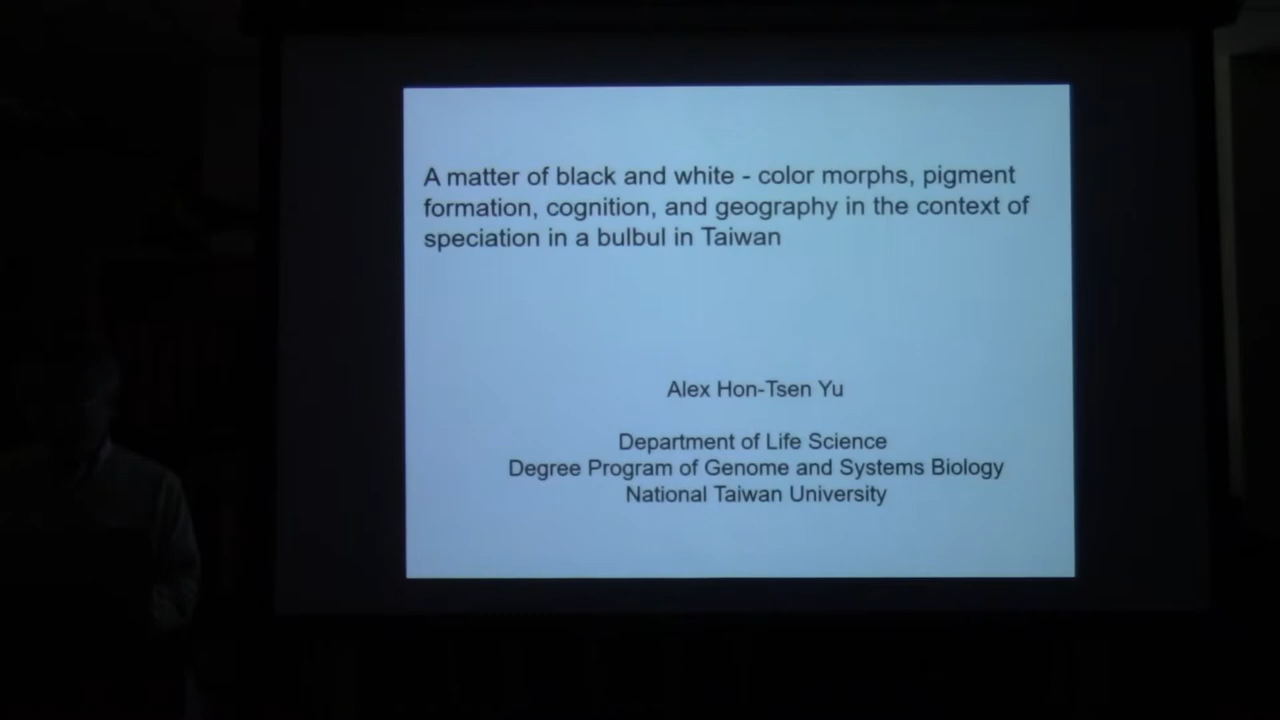 A matter of black and white - color morphs, pigment
formation, cognition, and geography in the context of
speciation in a bulbul in Taiwan
Alex Hon-Tsen Yu
Department of Life Science
Degree Program of Genome and Systems Biology
National Taiwan University